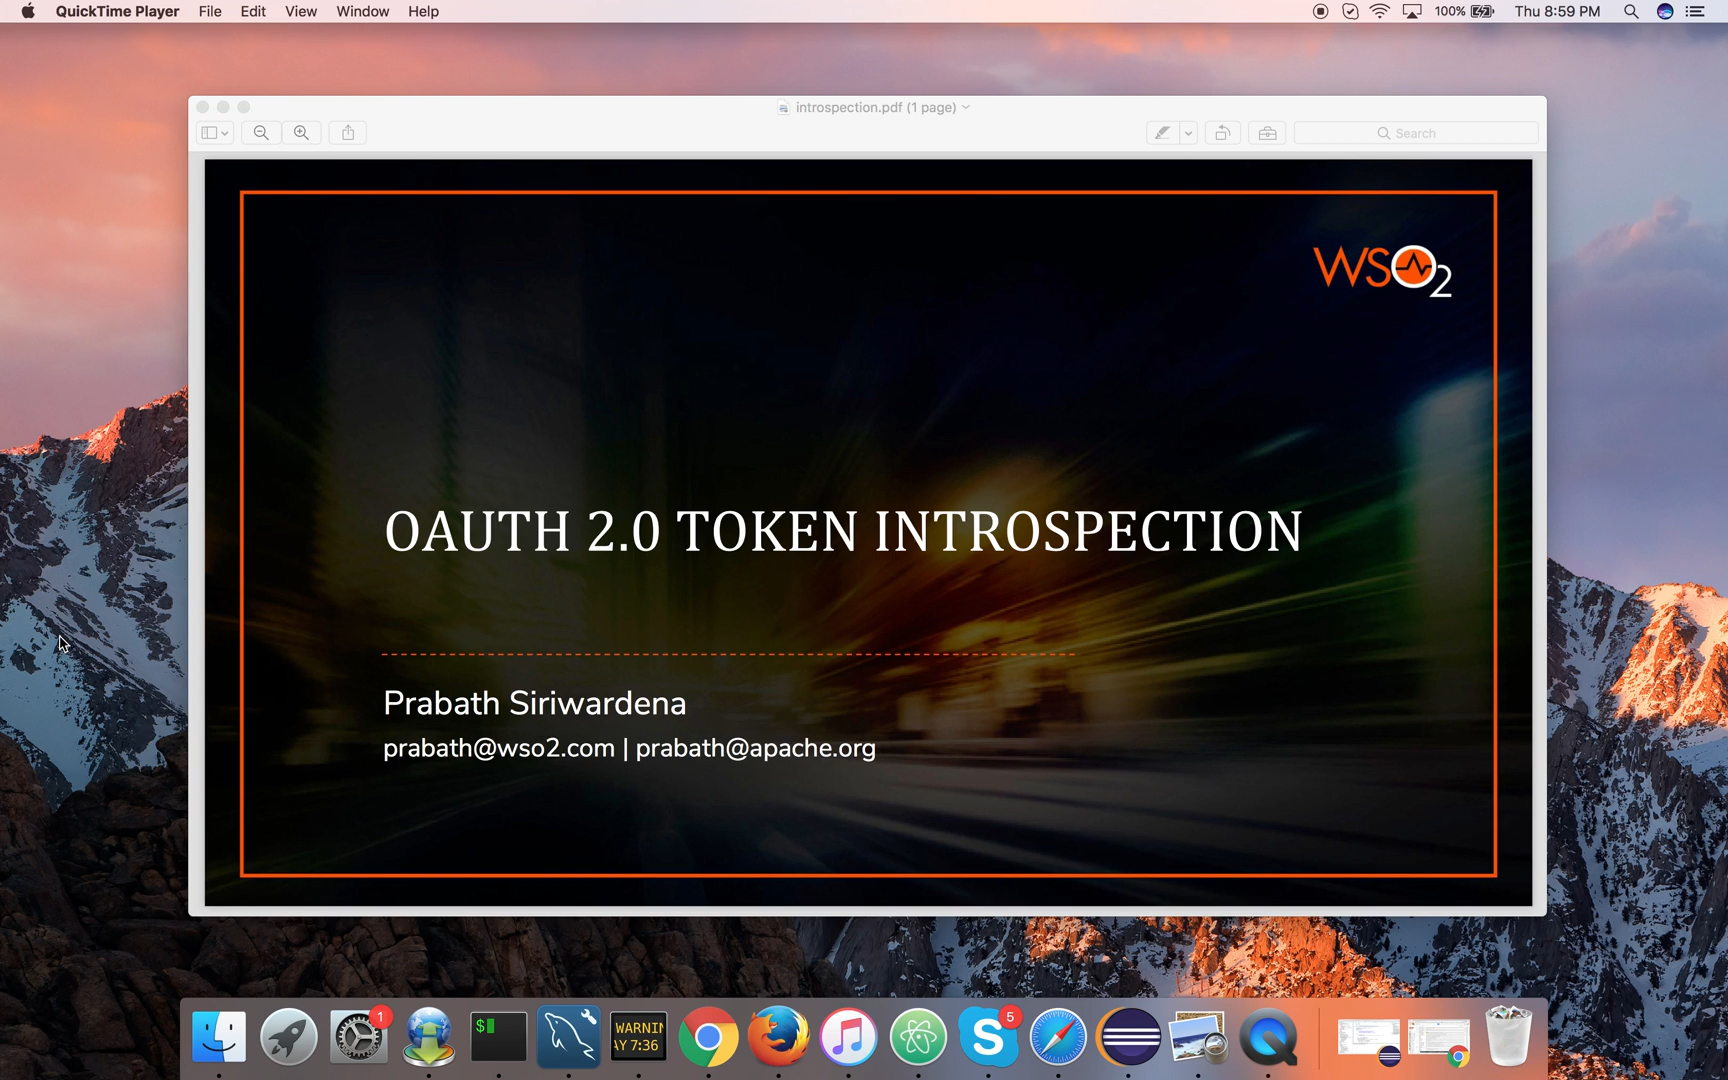 QuickTime Player File Edit View Window Help 100% Thu 8:59 PM
introspection.pdf (1 page)
Search
WSO2
OAUTH 2.0 TOKEN INTROSPECTION
Prabath Siriwardena
prabath@wso2.com | prabath@apache.org
1
$
WARNIN
AY 7:36
S
5